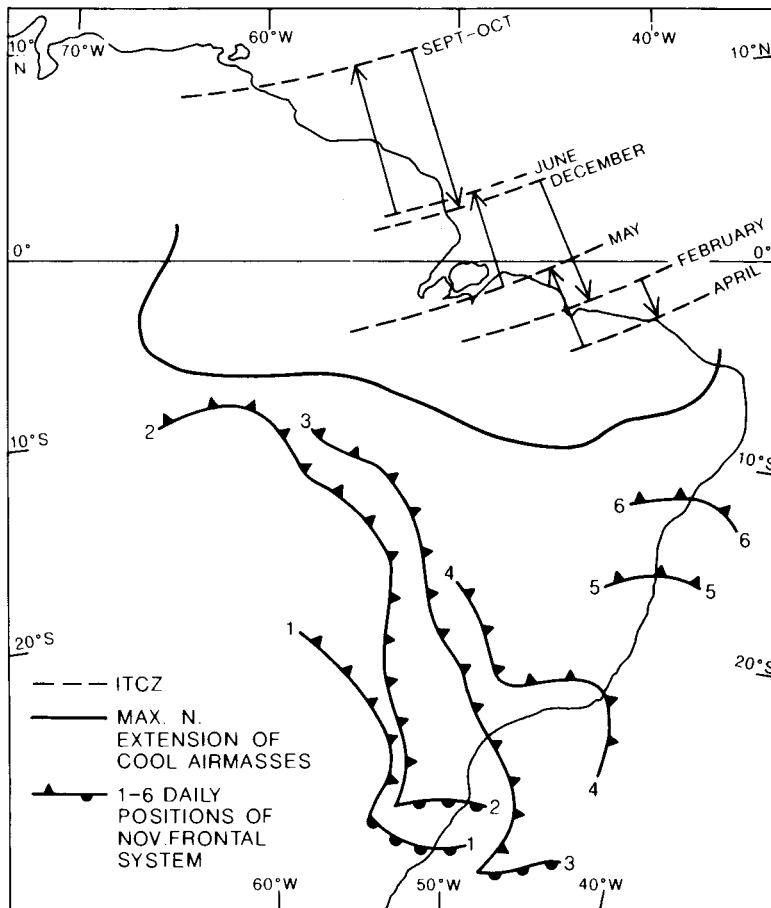 10°N
70°W
60°W
40°W
10°N
SEPT-OCT
JUNE
DECEMBER
MAY
FEBRUARY
APRIL
0°
0°
10°S
10°S
20°S
20°S
2
3
6
6
4
5
5
1
4
2
1
3
ITCZ
MAX. N.
EXTENSION OF
COOL AIRMASSES
1-6 DAILY
POSITIONS OF
NOV. FRONTAL
SYSTEM
60°W
50°W
40°W